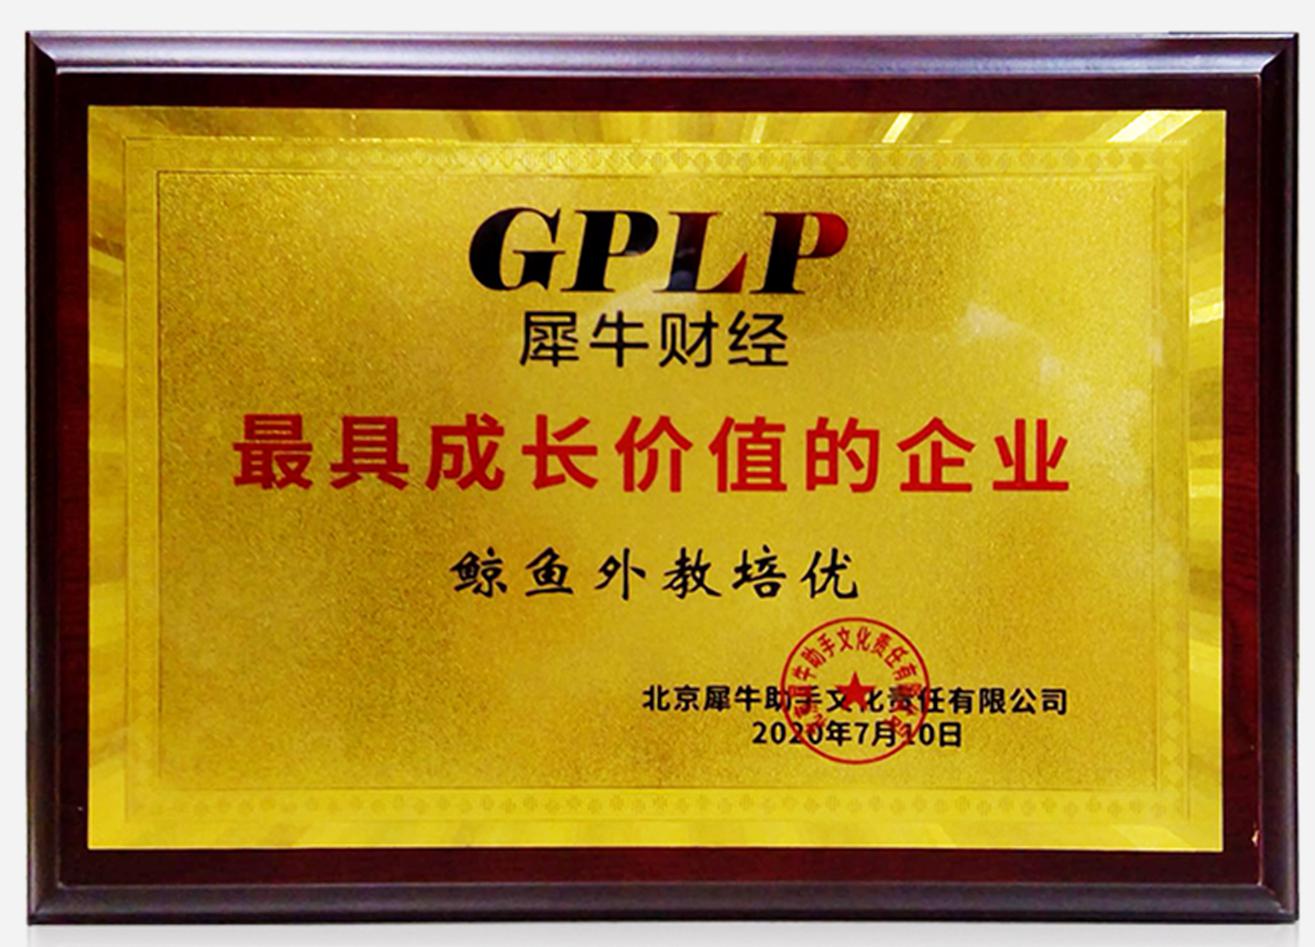 GPLP
犀牛财经
最具成长价值的企业
鲸鱼外教培优
北京犀牛助手文化责任有限公司
2020年7月10日